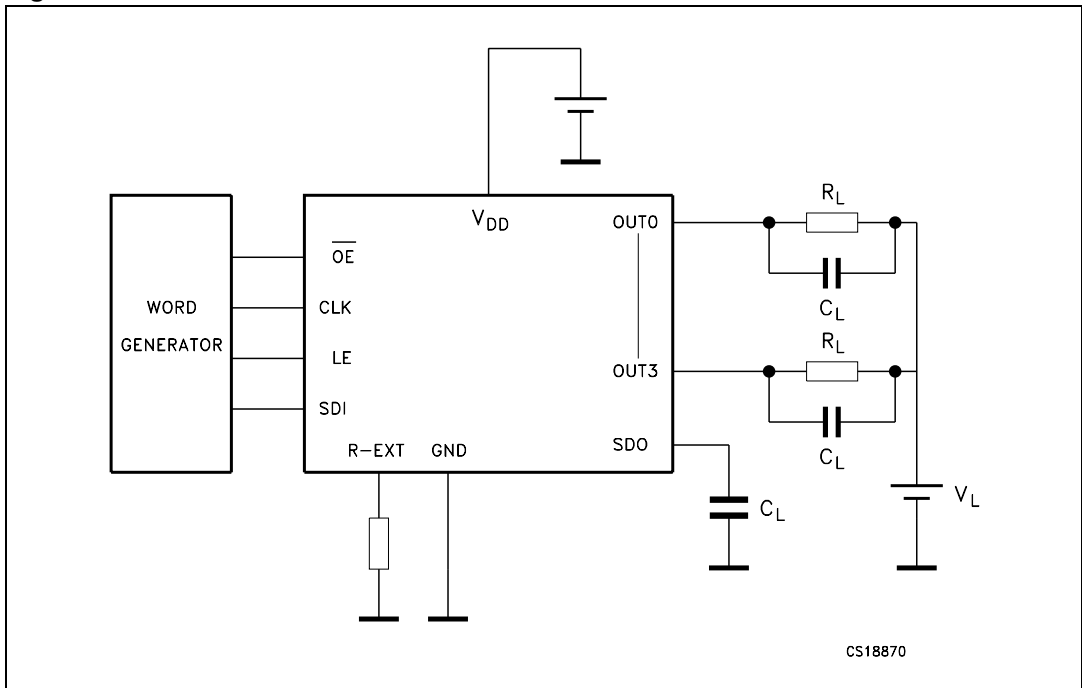 V_DD
OE
CLK
LE
SDI
R-EXT
GND
WORD
GENERATOR
OUT0
OUT3
SDO
R_L
C_L
R_L
C_L
C_L
V_L
CS18870